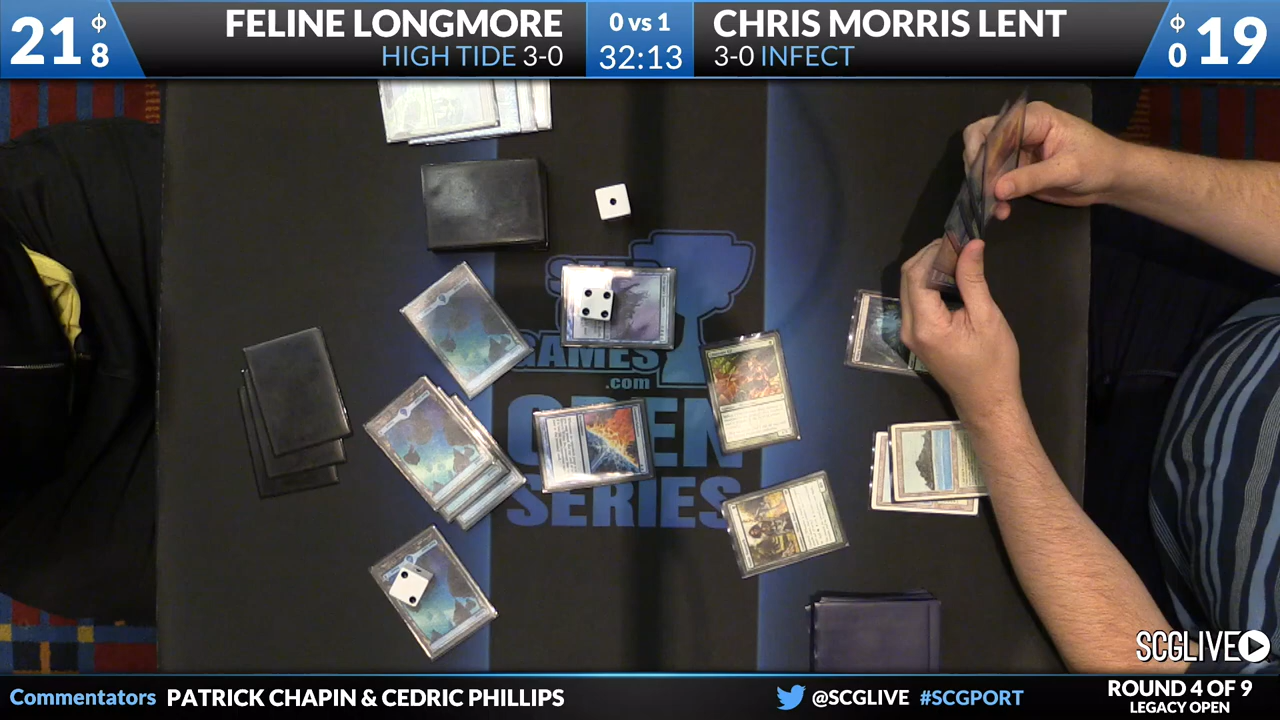 21 ϕ 8
FELINE LONGMORE
HIGH TIDE 3-0
0 vs 1
32:13
CHRIS MORRIS LENT
3-0 INFECT
ϕ 0 19
STAR
GAMES
.com
OPEN
SERIES
SCGLIVE
Commentators PATRICK CHAPIN & CEDRIC PHILLIPS
@SCGLIVE #SCGPORT
ROUND 4 OF 9
LEGACY OPEN